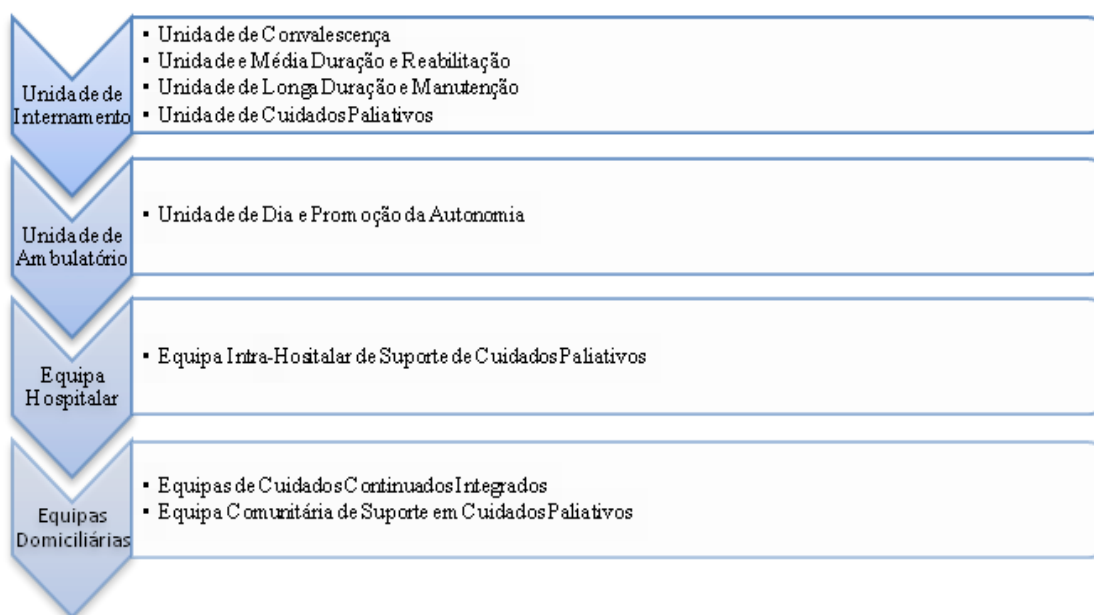 Unidade de
Internamento
▪ Unidade de Convalescença
▪ Unidade e Média Duração e Reabilitação
▪ Unidade de Longa Duração e Manutenção
▪ Unidade de Cuidados Paliativos
Unidade de
Ambulatório
▪ Unidade de Dia e Promoção da Autonomia
Equipa
Hospitalar
▪ Equipa Intra-Hositalar de Suporte de Cuidados Paliativos
Equipas
Domiciliárias
▪ Equipas de Cuidados Continuados Integrados
▪ Equipa Comunitária de Suporte em Cuidados Paliativos